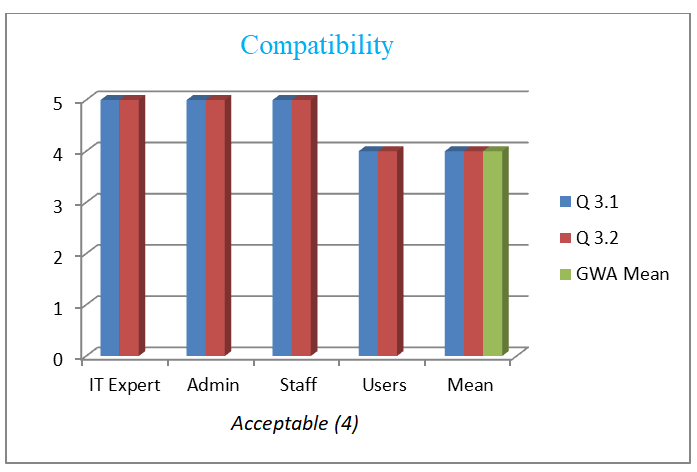 Compatibility
5
4
3
2
1
0
IT Expert Admin Staff Users Mean
Acceptable (4)
Q 3.1
Q 3.2
GWA Mean